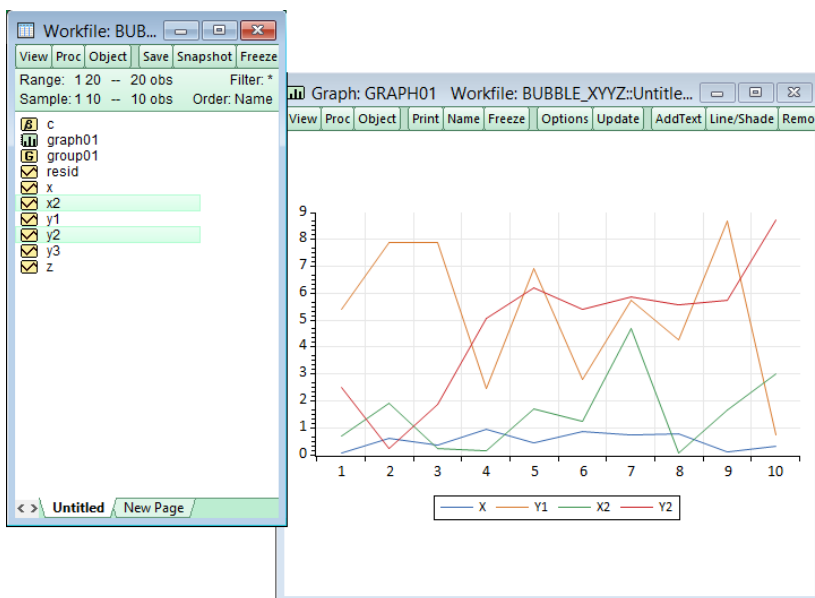 Workfile: BUB...
View Proc Object Save Snapshot Freeze
Range: 1 20 -- 20 obs Filter: *
Sample: 1 10 -- 10 obs Order: Name
c
graph01
group01
resid
x
x2
y1
y2
y3
z
Untitled New Page
Graph: GRAPH01 Workfile: BUBBLE_XYYZ::Untitle...
View Proc Object Print Name Freeze Options Update AddText Line/Shade Remo
9
8
7
6
5
4
3
2
1
0
1 2 3 4 5 6 7 8 9 10
X Y1 X2 Y2